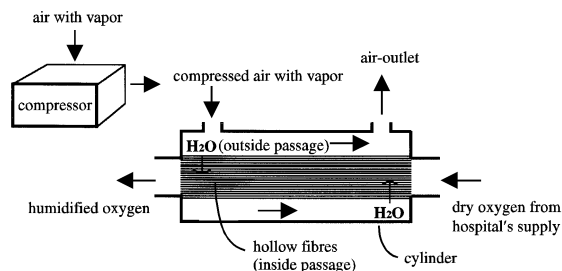 air with vapor
compressor
compressed air with vapor
air-outlet
H2O (outside passage)
humidified oxygen
H2O
dry oxygen from
hospital's supply
hollow fibres
(inside passage)
cylinder